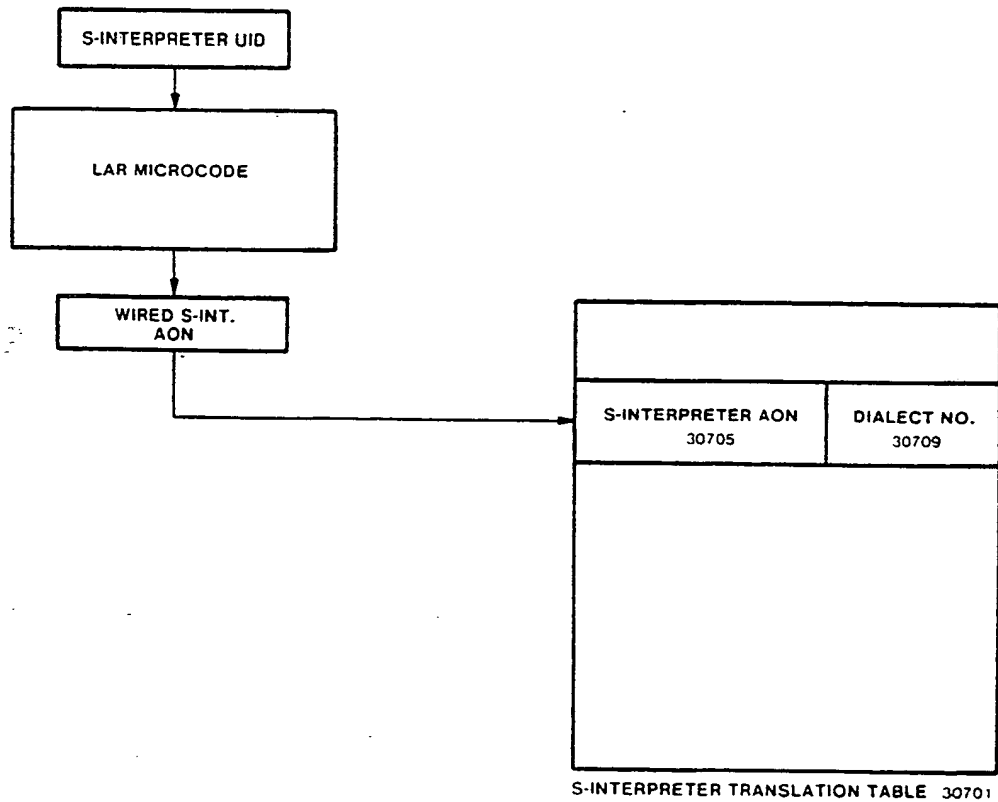 S-INTERPRETER UID
LAR MICROCODE
WIRED S-INT.
AON
S-INTERPRETER AON
30705
DIALECT NO.
30709
S-INTERPRETER TRANSLATION TABLE 30701